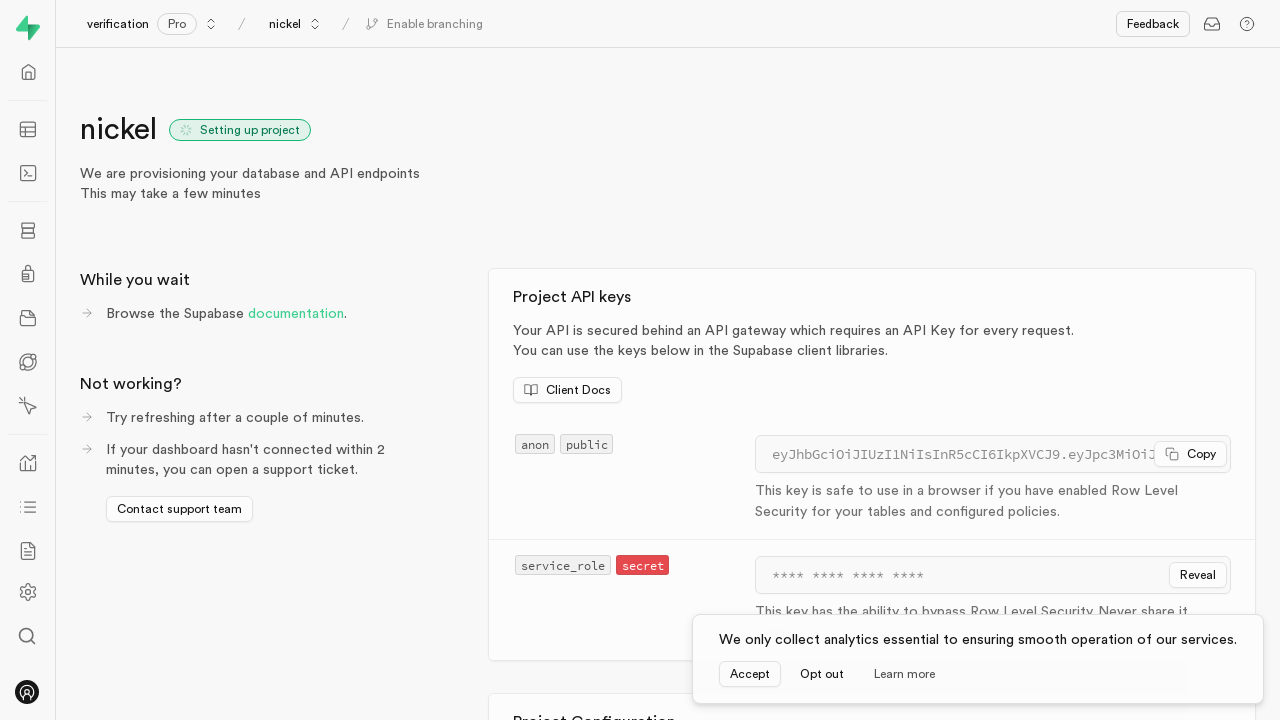 verification Pro / nickel / Enable branching Feedback
nickel Setting up project
We are provisioning your database and API endpoints
This may take a few minutes
While you wait
Browse the Supabase documentation.
Not working?
Try refreshing after a couple of minutes.
If your dashboard hasn't connected within 2
minutes, you can open a support ticket.
Contact support team
Project API keys
Your API is secured behind an API gateway which requires an API Key for every request.
You can use the keys below in the Supabase client libraries.
Client Docs
anon public
eyJhbGciOiJIUzI1NiIsInR5cCI6IkpXVCJ9.eyJpc3MiOiJ Copy
This key is safe to use in a browser if you have enabled Row Level
Security for your tables and configured policies.
service_role secret
**** **** **** **** Reveal
This key has the ability to bypass Row Level Security. Never share it
We only collect analytics essential to ensuring smooth operation of our services.
Accept Opt out Learn more
Project Configuration